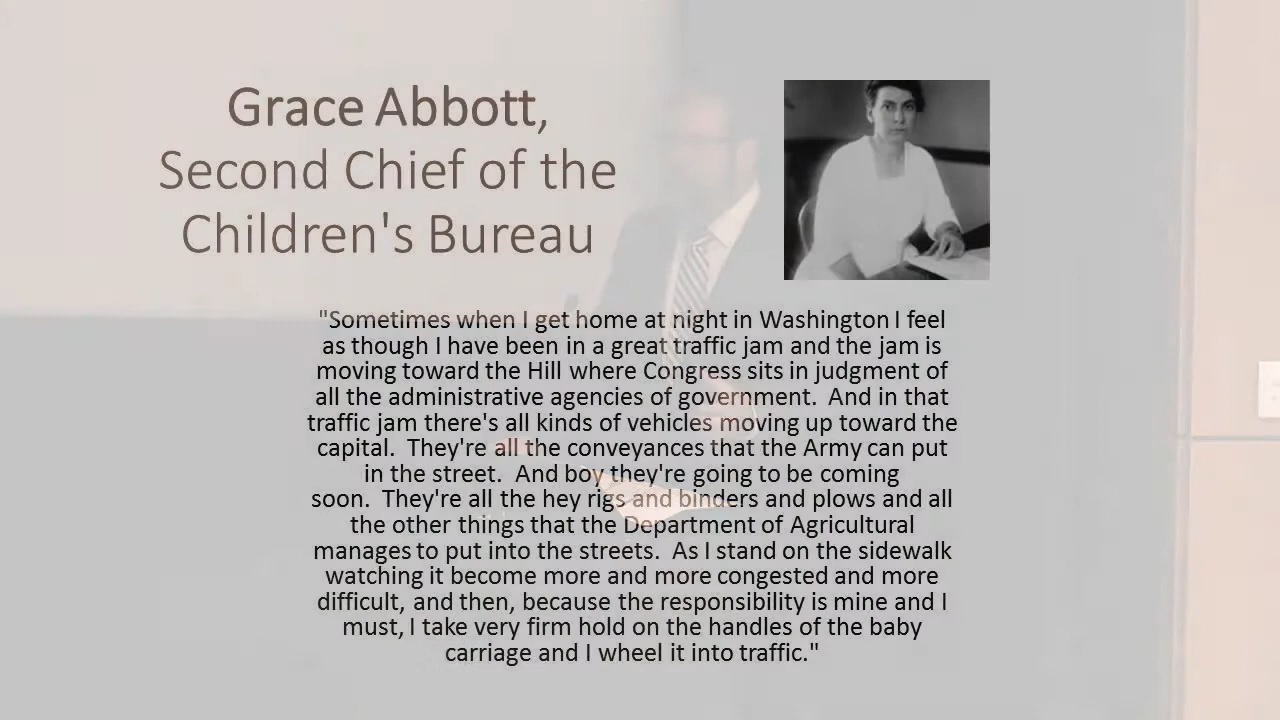 Grace Abbott,
Second Chief of the
Children's Bureau
"Sometimes when I get home at night in Washington I feel
as though I have been in a great traffic jam and the jam is
moving toward the Hill where Congress sits in judgment of
all the administrative agencies of government.  And in that
traffic jam there's all kinds of vehicles moving up toward the
capital.  They're all the conveyances that the Army can put
in the street.  And boy they're going to be coming
soon.  They're all the hey rigs and binders and plows and all
the other things that the Department of Agricultural
manages to put into the streets.  As I stand on the sidewalk
watching it become more and more congested and more
difficult, and then, because the responsibility is mine and I
must, I take very firm hold on the handles of the baby
carriage and I wheel it into traffic."